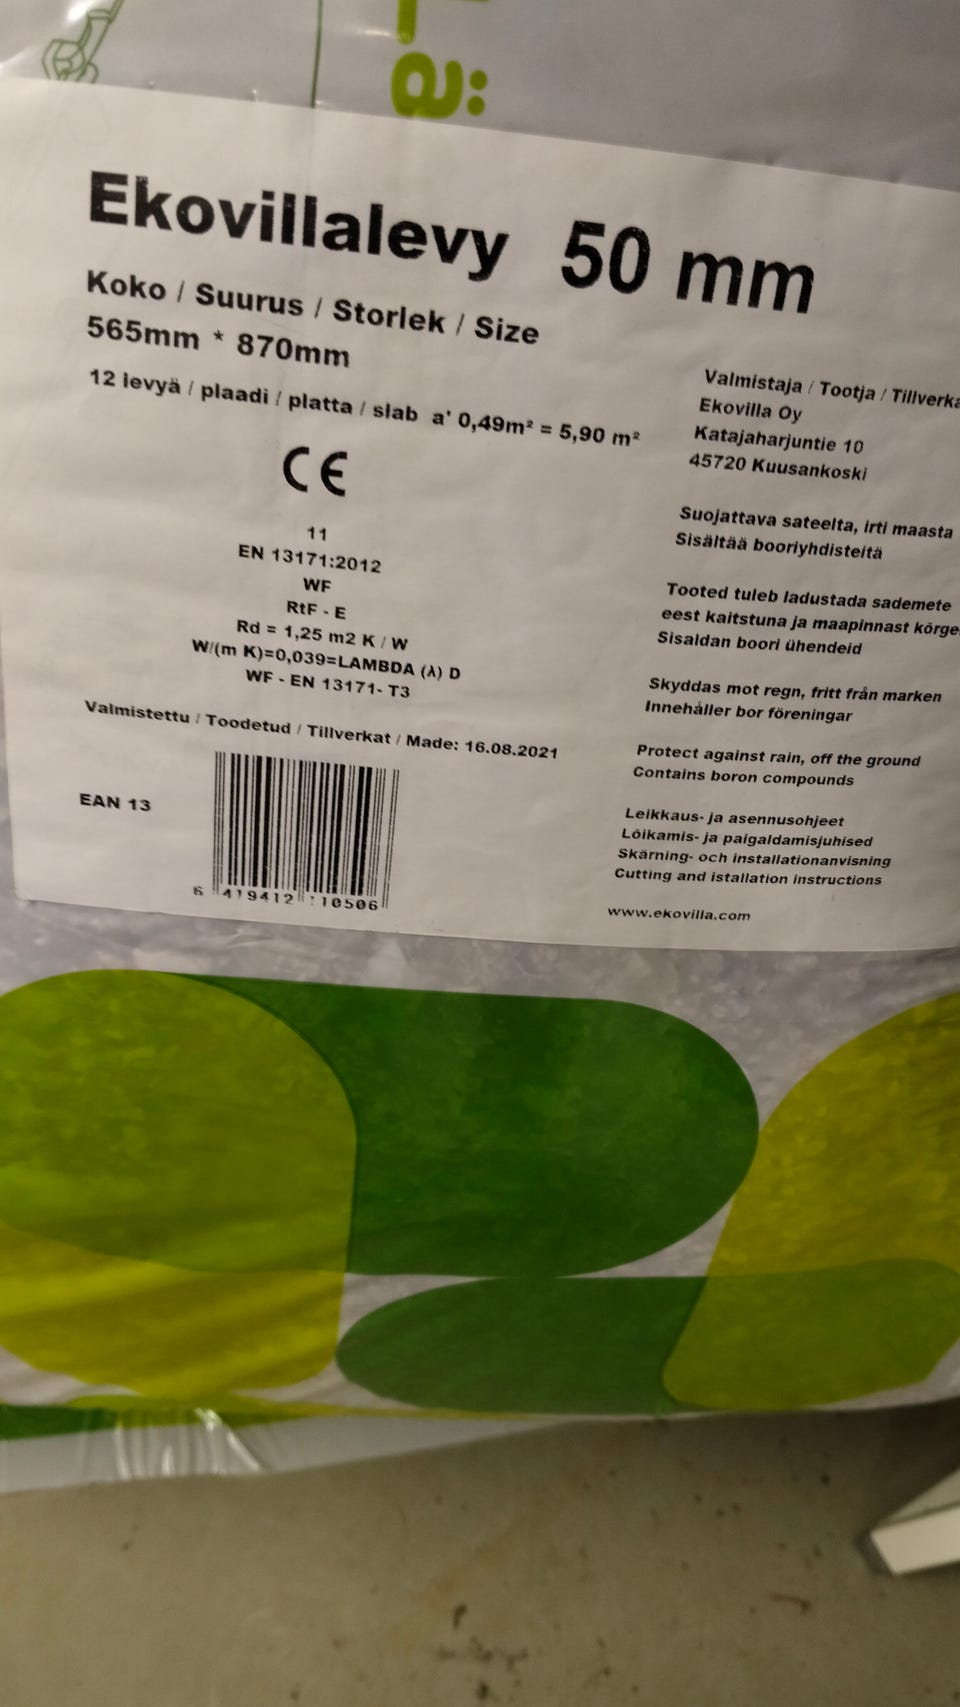 lä
Ekovillalevy 50 mm
Koko / Suurus / Storlek / Size
565mm * 870mm
12 levyä / plaadi / platta / slab a' 0,49m² = 5,90 m²
CE
11
EN 13171:2012
WF
RtF - E
Rd = 1,25 m2 K / W
W/(m K)=0,039=LAMBDA (λ) D
WF - EN 13171- T3
Valmistettu / Toodetud / Tillverkat / Made: 16.08.2021
EAN 13
6 419412 110506
Valmistaja / Tootja /
Ekovilla Oy
Katajaharjuntie 10
45720 Kuusankoski
Suojattava sateelta, irti maasta
Sisältää booriyhdisteitä
Tooted tuleb ladustada sademete
eest kaitstuna ja maapinnast
Sisaldan boori ühendeid
Skyddas mot regn, fritt från marken
Innehåller bor föreningar
Protect against rain, off the ground
Contains boron compounds
Leikkaus- ja asennusohjeet
Lõikamis- ja paigaldamisjuhised
Skärning- och installationanvisning
Cutting and istallation instructions
www.ekovilla.com